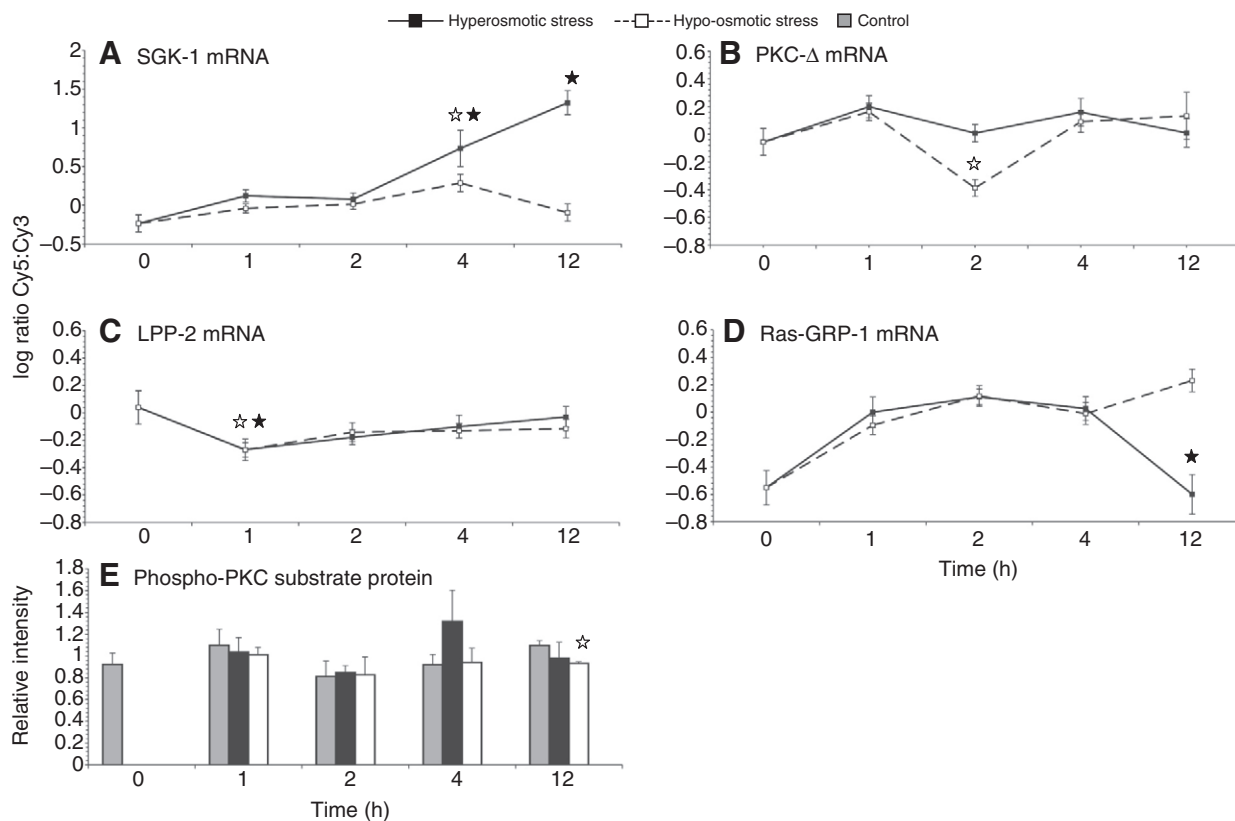 Hyperosmotic stress Hypo-osmotic stress Control
A SGK-1 mRNA
2
1.5
1
0.5
0
–0.5
0 1 2 4 12
B PKC-Δ mRNA
0.6
0.4
0.2
0
–0.2
–0.4
–0.6
–0.8
0 1 2 4 12
log ratio Cy5:Cy3
C LPP-2 mRNA
0.6
0.4
0.2
0
–0.2
–0.4
–0.6
–0.8
0 1 2 4 12
D Ras-GRP-1 mRNA
0.6
0.4
0.2
0
–0.2
–0.4
–0.6
–0.8
0 1 2 4 12
Time (h)
E Phospho-PKC substrate protein
Relative intensity
1.8
1.6
1.4
1.2
1
0.8
0.6
0.4
0.2
0
0 1 2 4 12
Time (h)